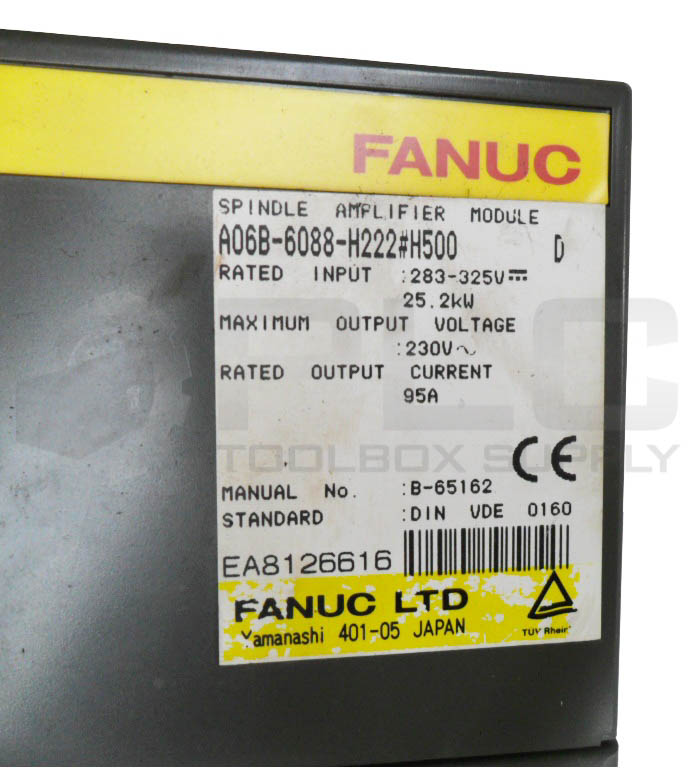 FANUC
SPINDLE AMPLIFIER MODULE
A06B-6088-H222#H500 D
RATED INPUT :283-325V⎓
25.2kW
MAXIMUM OUTPUT VOLTAGE
:230V∿
RATED OUTPUT CURRENT
95A
PLC
TOOLBOX SUPPLY
CE
MANUAL No. :B-65162
STANDARD :DIN VDE 0160
EA8126616
FANUC LTD
Yamanashi 401-05 JAPAN
TUV Rhein